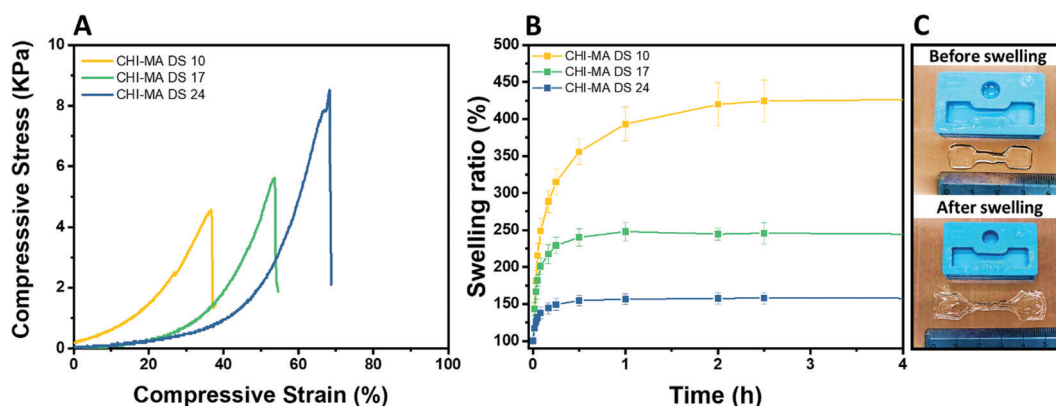 A
Compresssive Stress (KPa)
10
8
6
4
2
0
CHI-MA DS 10
CHI-MA DS 17
CHI-MA DS 24
0
20
40
60
80
100
Compressive Strain (%)
B
Swelling ratio (%)
500
450
400
350
300
250
200
150
100
CHI-MA DS 10
CHI-MA DS 17
CHI-MA DS 24
0
1
2
3
4
Time (h)
C
Before swelling
After swelling